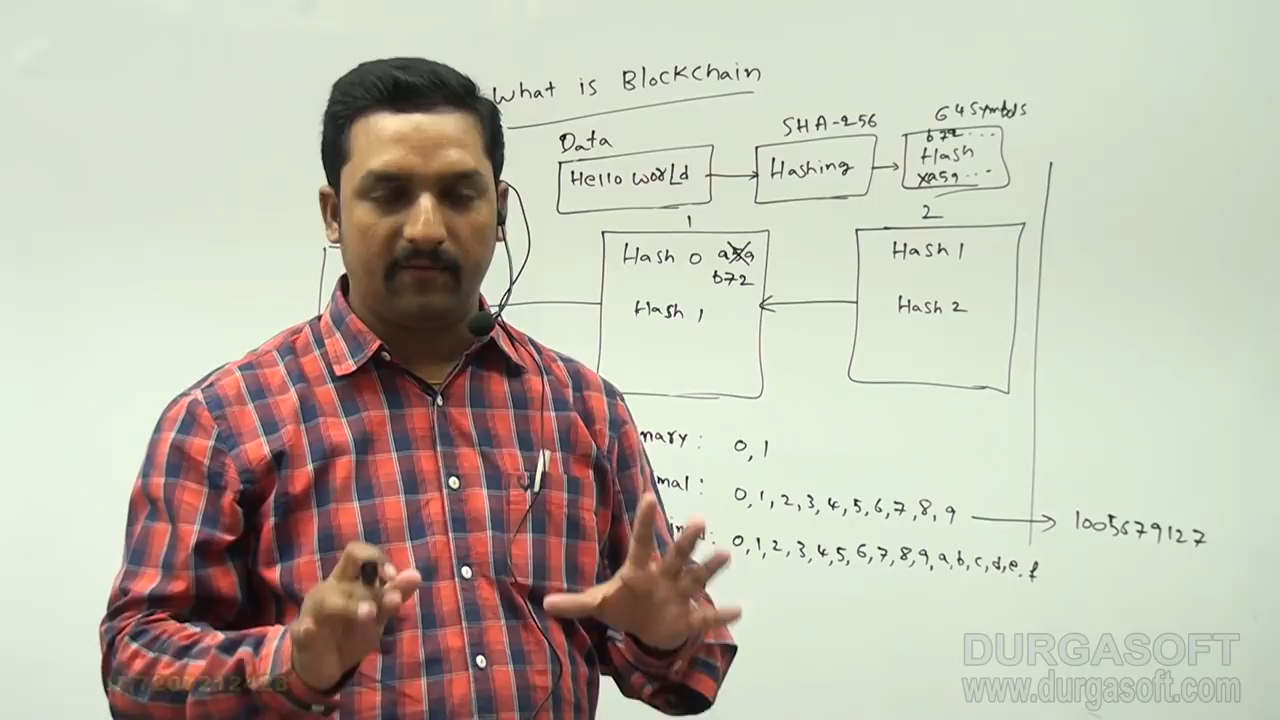 What is Blockchain
Data
SHA-256
64 Symbols
Hello world
Hashing
b72...
Hash
xa59...
1
2
Hash 0 a59
b72
Hash 1
Hash 1
Hash 2
nary: 0, 1
mal: 0, 1, 2, 3, 4, 5, 6, 7, 8, 9
1005679127
0, 1, 2, 3, 4, 5, 6, 7, 8, 9, a, b, c, d, e, f
DURGASOFT
www.durgasoft.com